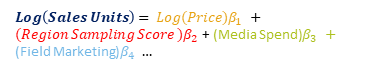 Log(Sales Units) = Log(Price)β₁ +
(Region Sampling Score )β₂ + (Media Spend)β₃ +
(Field Marketing)β₄ ...